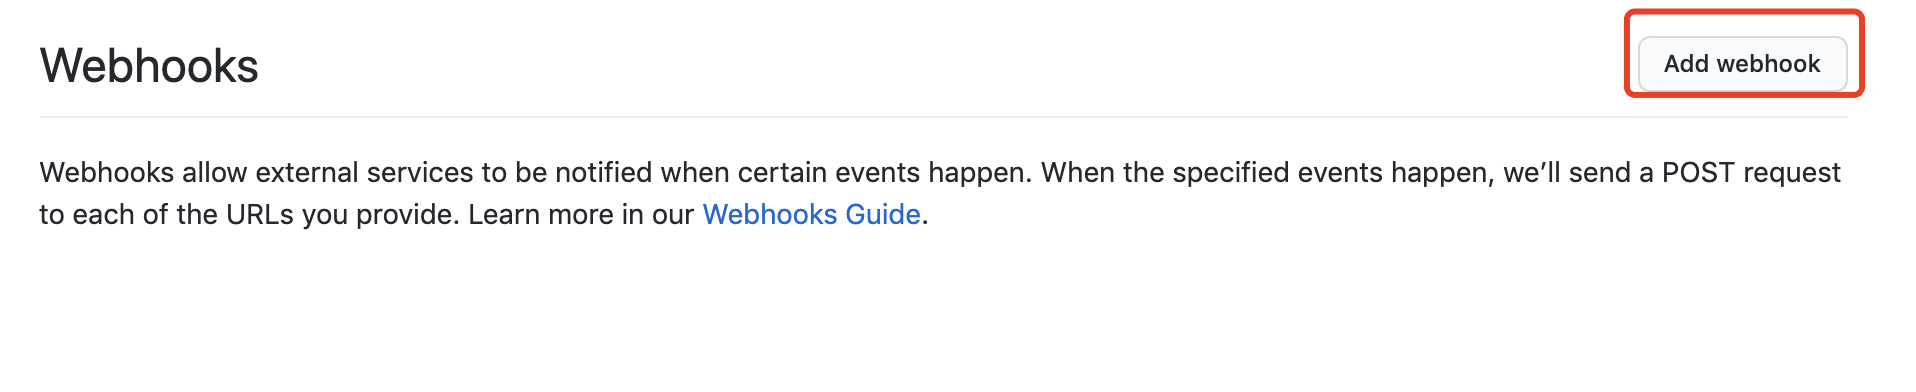 Webhooks
Add webhook
Webhooks allow external services to be notified when certain events happen. When the specified events happen, we’ll send a POST request
to each of the URLs you provide. Learn more in our Webhooks Guide.